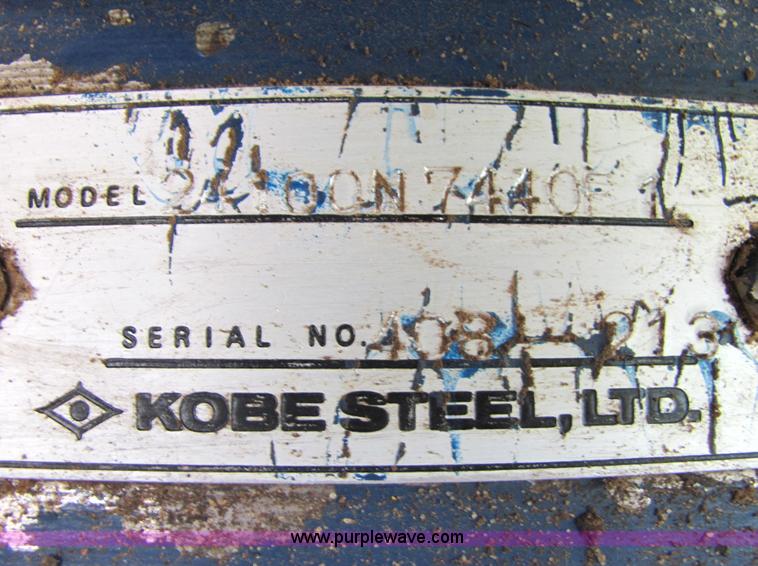 MODEL
SERIAL NO.
KOBE STEEL, LTD.
www.purplewave.com